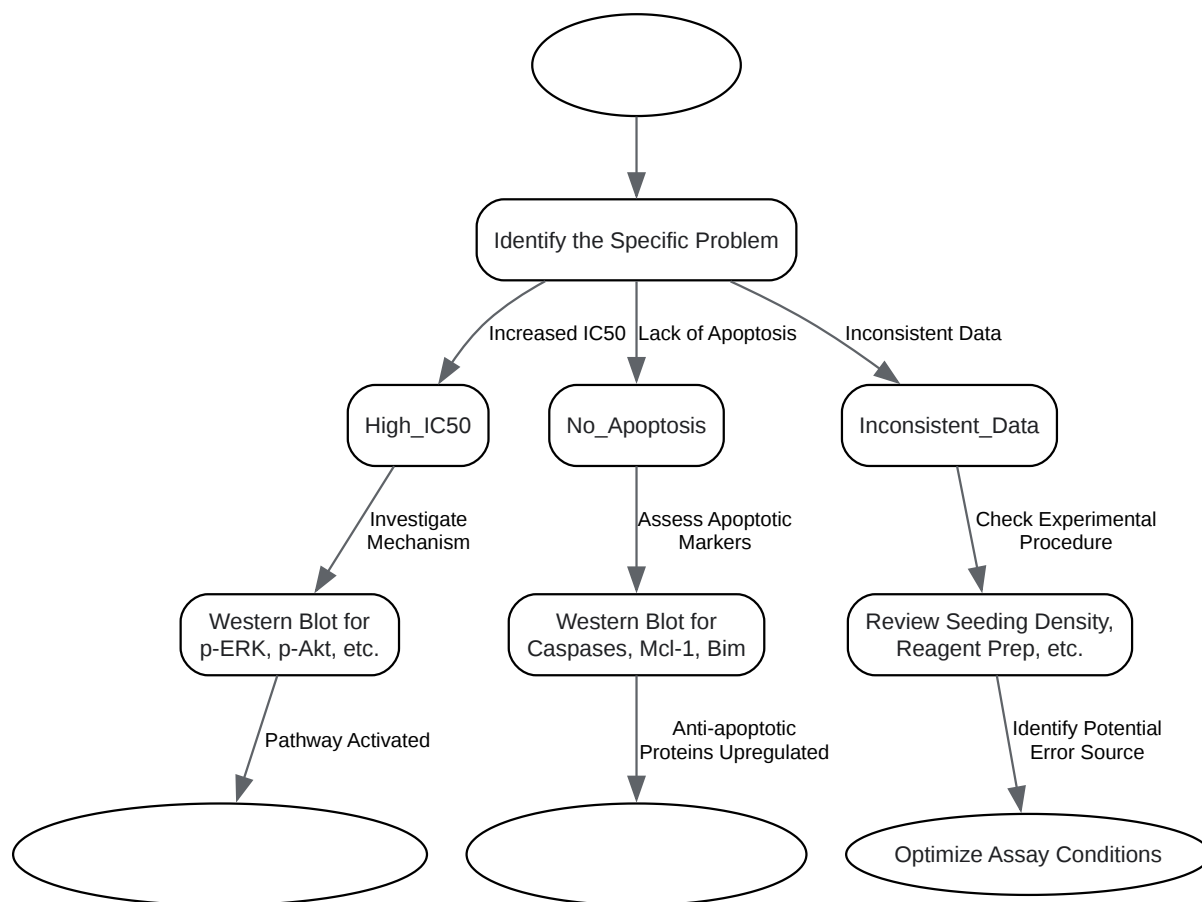 Identify the Specific Problem
Increased IC50
Lack of Apoptosis
Inconsistent Data
High_IC50
No_Apoptosis
Inconsistent_Data
Investigate
Mechanism
Assess Apoptotic
Markers
Check Experimental
Procedure
Western Blot for
p-ERK, p-Akt, etc.
Western Blot for
Caspases, Mcl-1, Bim
Review Seeding Density,
Reagent Prep, etc.
Pathway Activated
Anti-apoptotic
Proteins Upregulated
Identify Potential
Error Source
Optimize Assay Conditions